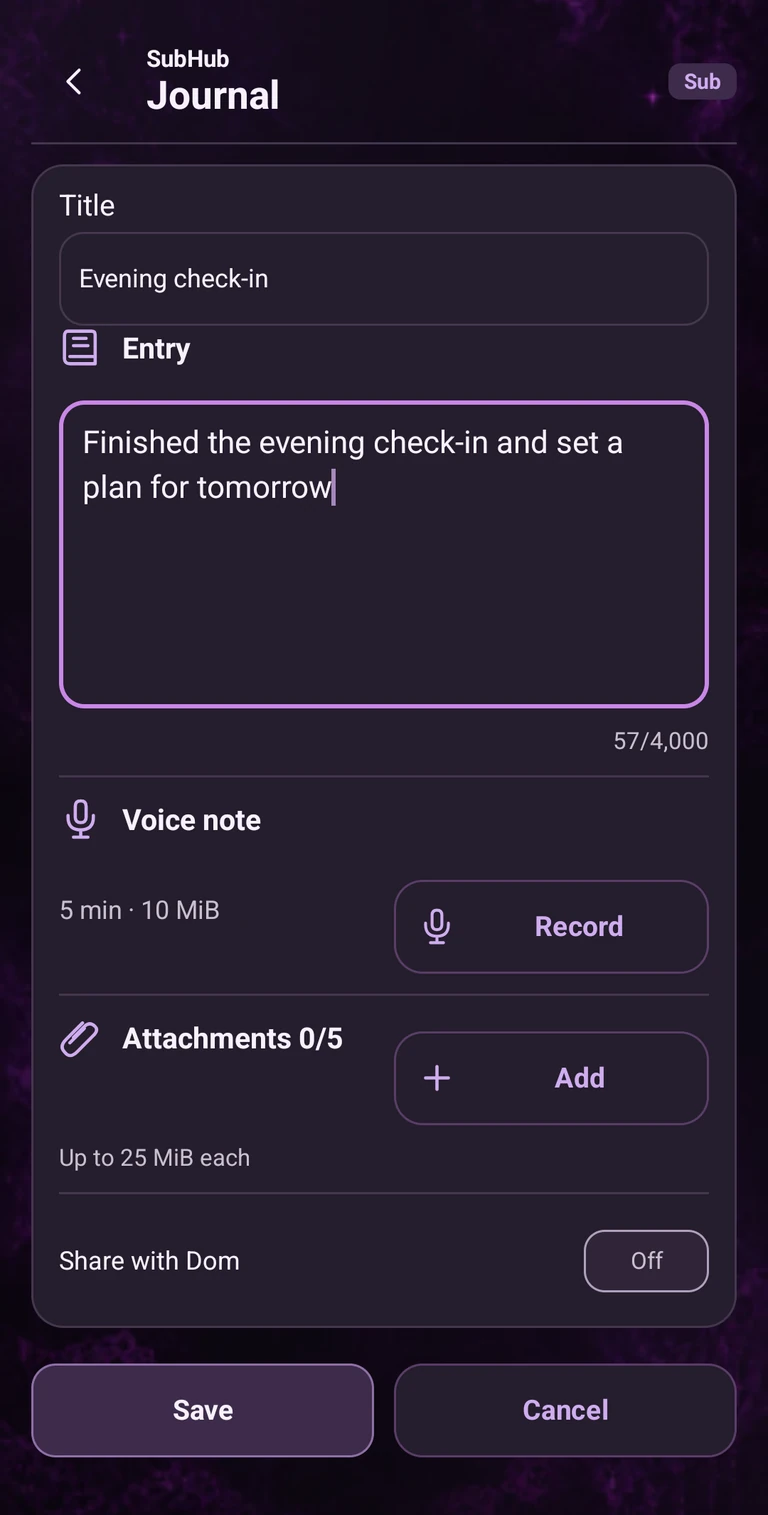 SubHub
Journal
Sub
Title
Evening check-in
Entry
Finished the evening check-in and set a
plan for tomorrow
57/4,000
Voice note
5 min · 10 MiB
Record
Attachments 0/5
Add
Up to 25 MiB each
Share with Dom
Off
Save
Cancel